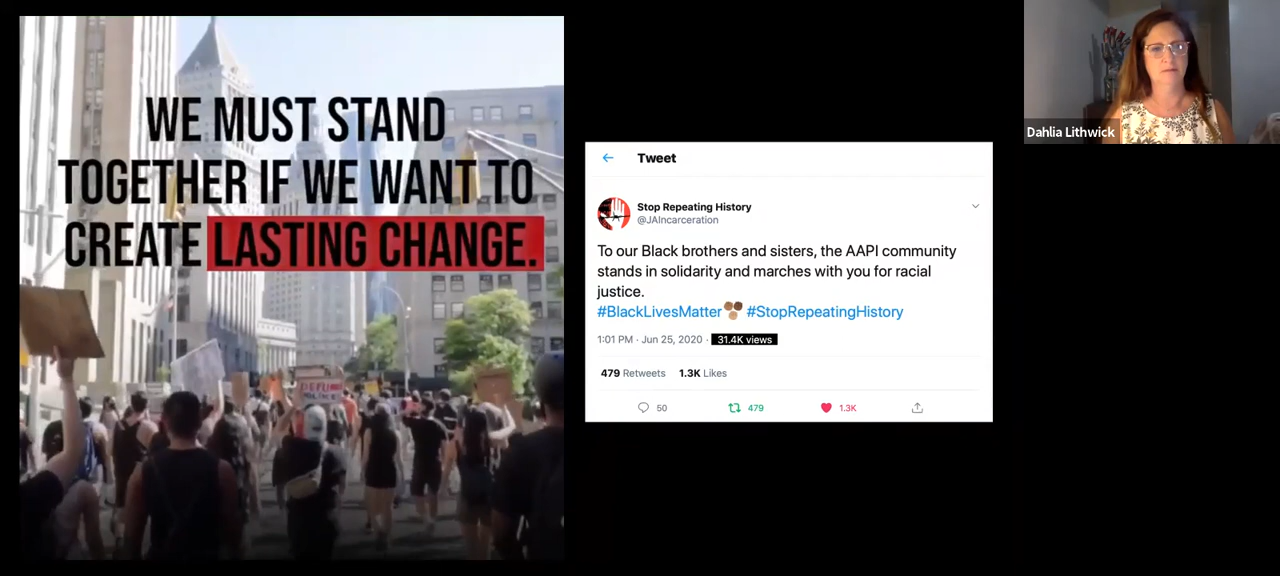 WE MUST STAND
TOGETHER IF WE WANT TO
CREATE LASTING CHANGE.
DEFUND
POLICE
Tweet
Stop Repeating History
@JAIncarceration
To our Black brothers and sisters, the AAPI community
stands in solidarity and marches with you for racial
justice.
#BlackLivesMatter #StopRepeatingHistory
1:01 PM · Jun 25, 2020 · 31.4K views
479 Retweets 1.3K Likes
50 479 1.3K
Dahlia Lithwick